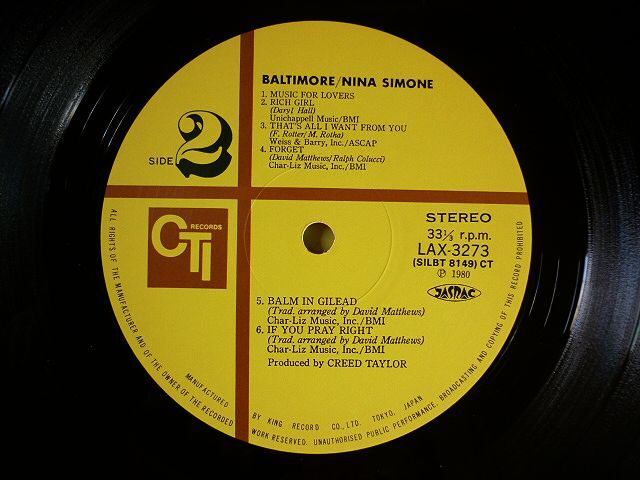 BALTIMORE/NINA SIMONE
1. MUSIC FOR LOVERS
2. RICH GIRL
(Daryl Hall)
Unichappell Music/BMI
3. THAT'S ALL I WANT FROM YOU
(F. Rotter/M. Rotha)
Weiss & Barry, Inc./ASCAP
4. FORGET
(David Matthews/Ralph Colucci)
Char-Liz Music, Inc./BMI
SIDE 2
CTI RECORDS
STEREO
33⅓ r.p.m.
LAX-3273
(SILBT 8149) CT
Ⓟ 1980
JASRAC
5. BALM IN GILEAD
(Trad. arranged by David Matthews)
Char-Liz Music, Inc./BMI
6. IF YOU PRAY RIGHT
(Trad. arranged by David Matthews)
Char-Liz Music, Inc./BMI
Produced by CREED TAYLOR
MANUFACTURED BY KING RECORD CO., LTD. TOKYO, JAPAN
ALL RIGHTS OF THE MANUFACTURER AND OF THE OWNER OF THE RECORDED WORK RESERVED. UNAUTHORISED PUBLIC PERFORMANCE, BROADCASTING AND COPYING OF THIS RECORD PROHIBITED